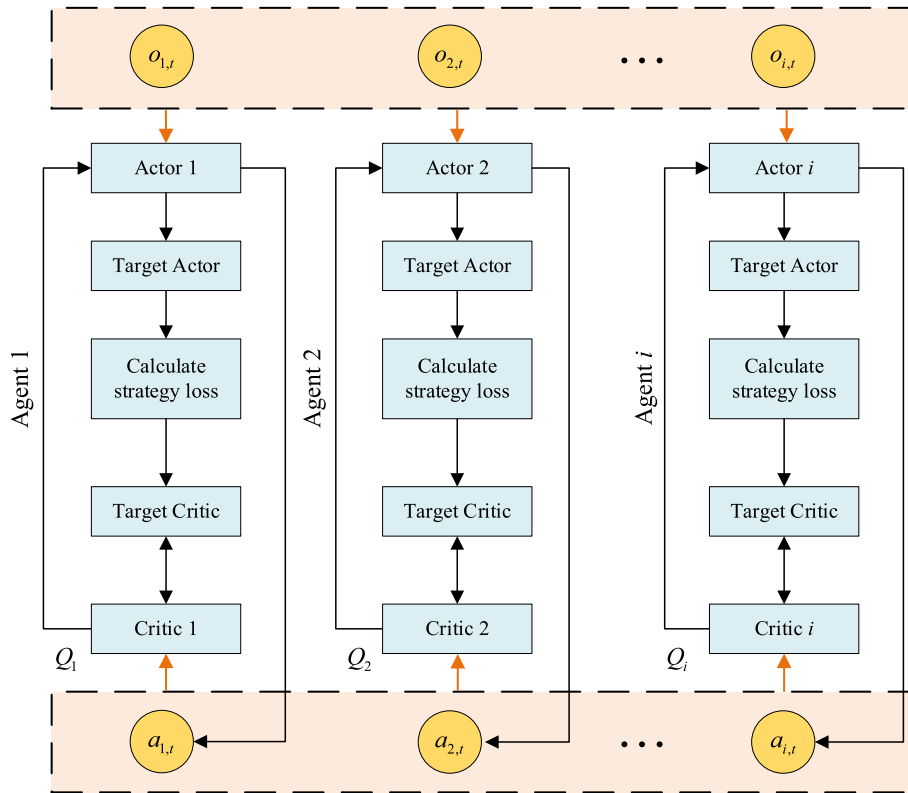 o1,t
o2,t
...
oi,t
Agent 1
Actor 1
Target Actor
Calculate
strategy loss
Target Critic
Critic 1
Q1
Agent 2
Actor 2
Target Actor
Calculate
strategy loss
Target Critic
Critic 2
Q2
Agent i
Actor i
Target Actor
Calculate
strategy loss
Target Critic
Critic i
Qi
a1,t
a2,t
...
ai,t